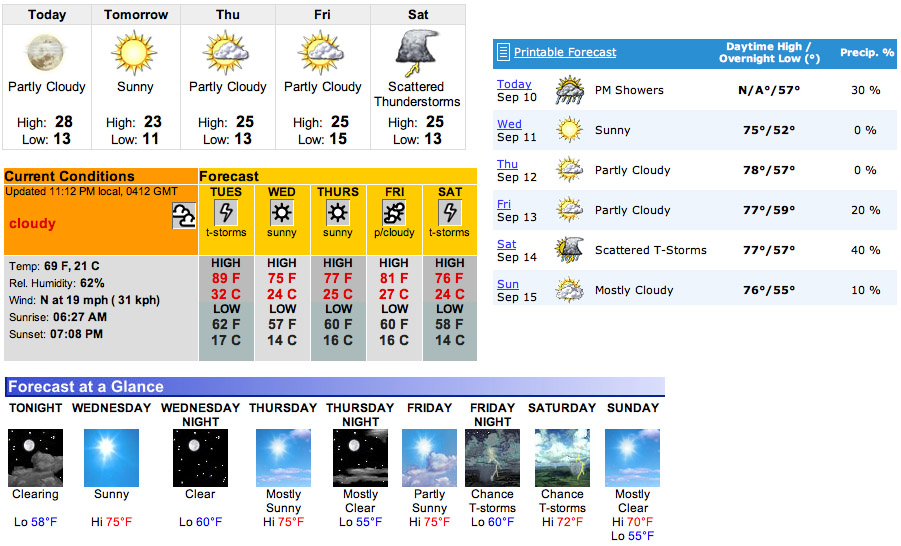 Today Tomorrow Thu Fri Sat
Partly Cloudy Sunny Partly Cloudy Partly Cloudy Scattered
Thunderstorms
High: 28 High: 23 High: 25 High: 25 High: 25
Low: 13 Low: 11 Low: 13 Low: 15 Low: 13
Printable Forecast Daytime High / Precip. %
Overnight Low (°)
Today PM Showers N/A°/57° 30 %
Sep 10
Wed Sunny 75°/52° 0 %
Sep 11
Thu Partly Cloudy 78°/57° 0 %
Sep 12
Fri Partly Cloudy 77°/59° 20 %
Sep 13
Sat Scattered T-Storms 77°/57° 40 %
Sep 14
Sun Mostly Cloudy 76°/55° 10 %
Sep 15
Current Conditions Forecast
Updated 11:12 PM local, 0412 GMT
cloudy
TUES WED THURS FRI SAT
t-storms sunny sunny p/cloudy t-storms
Temp: 69 F, 21 C
Rel. Humidity: 62%
Wind: N at 19 mph ( 31 kph)
Sunrise: 06:27 AM
Sunset: 07:08 PM
HIGH HIGH HIGH HIGH HIGH
89 F 75 F 77 F 81 F 76 F
32 C 24 C 25 C 27 C 24 C
LOW LOW LOW LOW LOW
62 F 57 F 60 F 60 F 58 F
17 C 14 C 16 C 16 C 14 C
Forecast at a Glance
TONIGHT WEDNESDAY WEDNESDAY THURSDAY THURSDAY FRIDAY FRIDAY SATURDAY SUNDAY
NIGHT NIGHT NIGHT
Clearing Sunny Clear Mostly Mostly Partly Chance Chance Mostly
Sunny Clear Sunny T-storms T-storms Clear
Lo 58°F Hi 75°F Lo 60°F Hi 75°F Lo 55°F Hi 75°F Lo 60°F Hi 72°F Hi 70°F
Lo 55°F